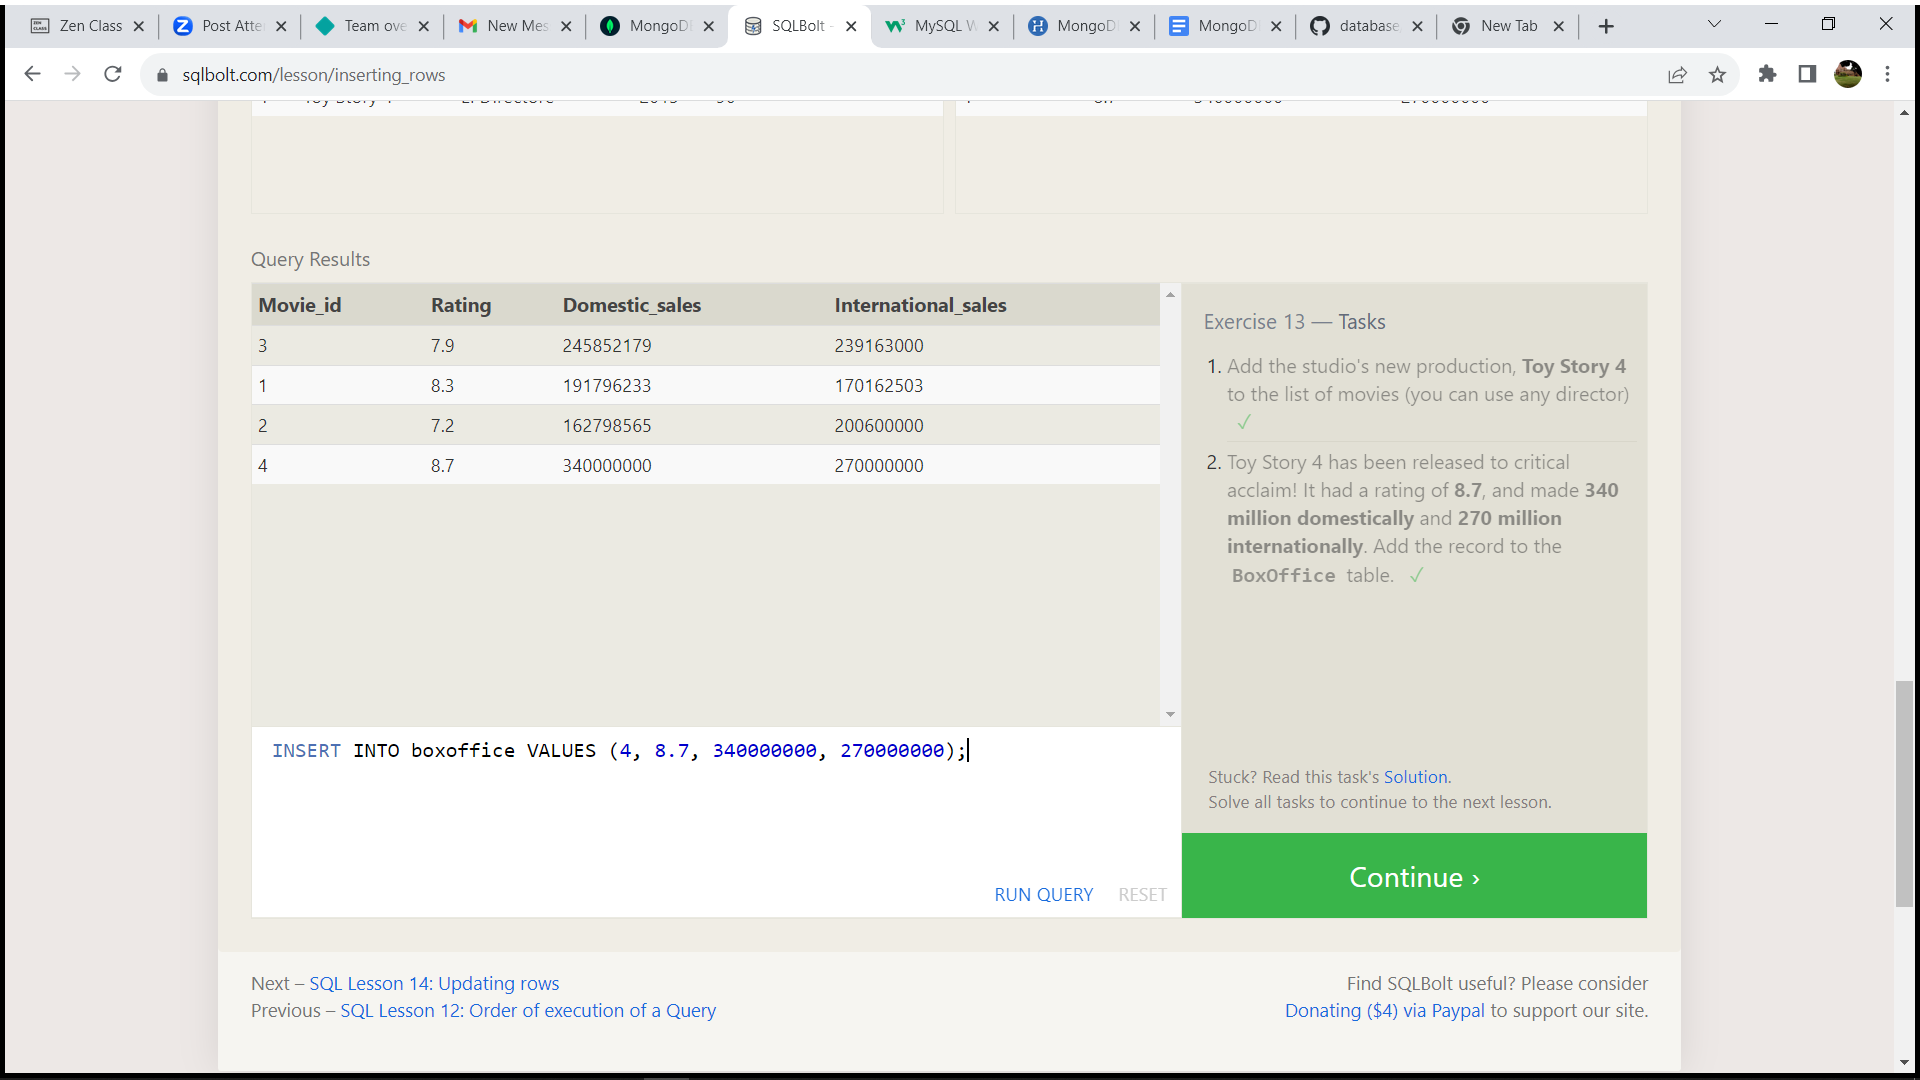 Zen Class
Post Atte
Team ove
New Mes
MongoD
SQLBolt -
MySQL W
MongoD
MongoD
database
New Tab
sqlbolt.com/lesson/inserting_rows
Query Results
Movie_id Rating Domestic_sales International_sales
3 7.9 245852179 239163000
1 8.3 191796233 170162503
2 7.2 162798565 200600000
4 8.7 340000000 270000000
INSERT INTO boxoffice VALUES (4, 8.7, 340000000, 270000000);
RUN QUERY RESET
Exercise 13 — Tasks
1. Add the studio's new production, Toy Story 4
to the list of movies (you can use any director)
✓
2. Toy Story 4 has been released to critical
acclaim! It had a rating of 8.7, and made 340
million domestically and 270 million
internationally. Add the record to the
BoxOffice table. ✓
Stuck? Read this task's Solution.
Solve all tasks to continue to the next lesson.
Continue ›
Next – SQL Lesson 14: Updating rows
Previous – SQL Lesson 12: Order of execution of a Query
Find SQLBolt useful? Please consider
Donating ($4) via Paypal to support our site.